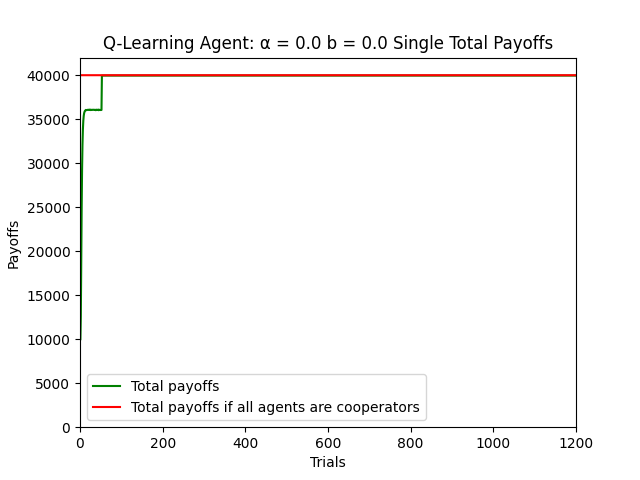 Q-Learning Agent: α = 0.0 b = 0.0 Single Total Payoffs
40000
35000
30000
25000
20000
15000
10000
5000
0
Payoffs
Total payoffs
Total payoffs if all agents are cooperators
0 200 400 600 800 1000 1200
Trials